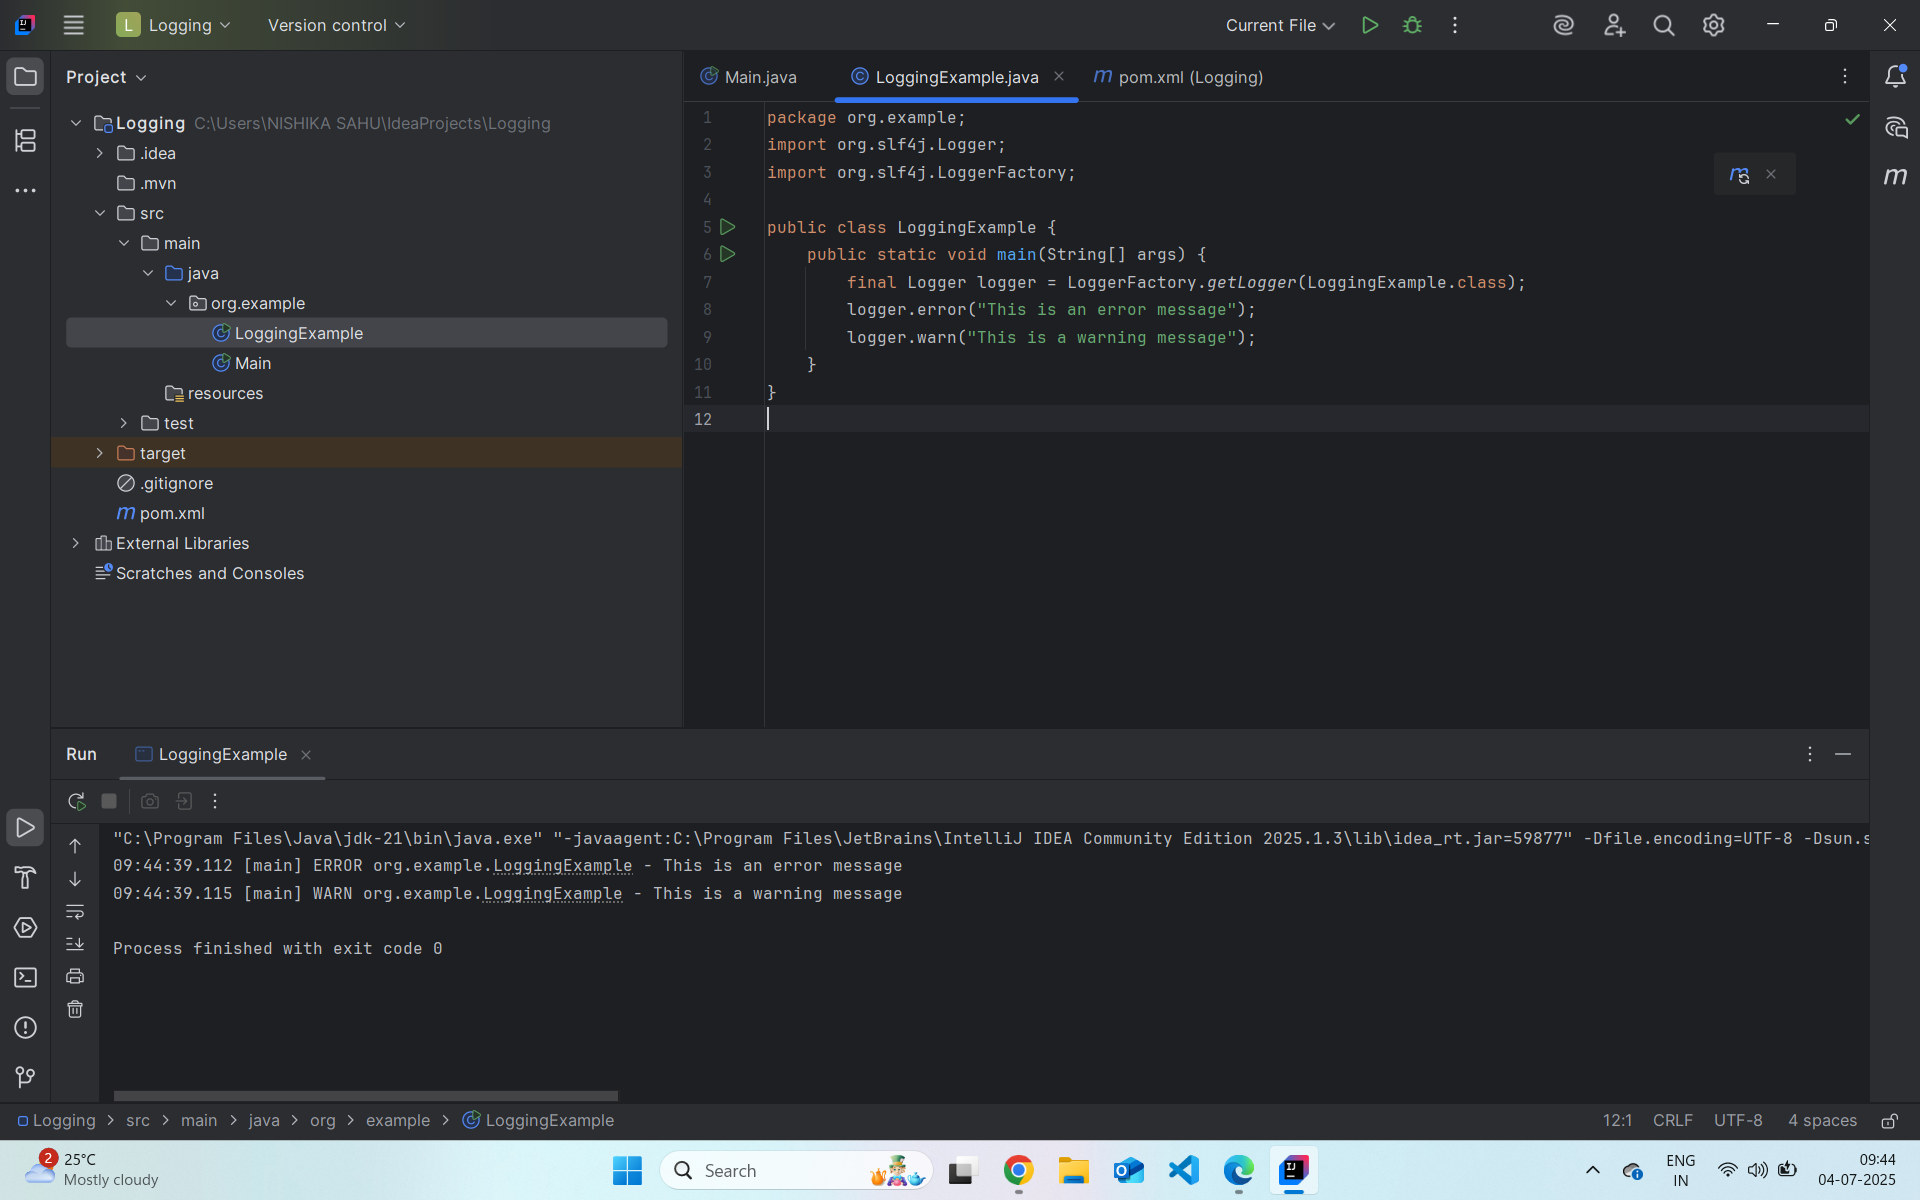 L Logging Version control Current File
Project
Main.java LoggingExample.java pom.xml (Logging)
Logging C:\Users\NISHIKA SAHU\IdeaProjects\Logging
.idea
.mvn
src
main
java
org.example
LoggingExample
Main
resources
test
target
.gitignore
pom.xml
External Libraries
Scratches and Consoles
1 package org.example;
2 import org.slf4j.Logger;
3 import org.slf4j.LoggerFactory;
4
5 public class LoggingExample {
6 public static void main(String[] args) {
7 final Logger logger = LoggerFactory.getLogger(LoggingExample.class);
8 logger.error("This is an error message");
9 logger.warn("This is a warning message");
10 }
11 }
12
Run LoggingExample
"C:\Program Files\Java\jdk-21\bin\java.exe" "-javaagent:C:\Program Files\JetBrains\IntelliJ IDEA Community Edition 2025.1.3\lib\idea_rt.jar=59877" -Dfile.encoding=UTF-8 -Dsun.s
09:44:39.112 [main] ERROR org.example.LoggingExample - This is an error message
09:44:39.115 [main] WARN org.example.LoggingExample - This is a warning message
Process finished with exit code 0
Logging > src > main > java > org > example > LoggingExample 12:1 CRLF UTF-8 4 spaces
2 25°C Mostly cloudy
Search
ENG IN
09:44
04-07-2025